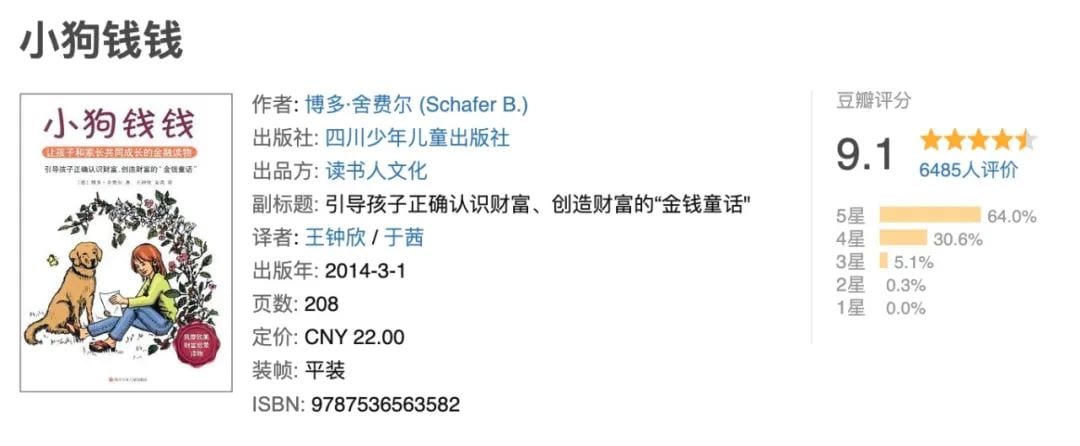 小狗钱钱
小狗钱钱
让孩子和家长共同成长的金融读物
引导孩子正确认识财富、创造财富的“金钱童话”
[德] 博多·舍费尔 著 王钟欣 余茜 译
风靡欧美
财富启蒙
读物
四川少年儿童出版社
作者: 博多·舍费尔 (Schafer B.)
出版社: 四川少年儿童出版社
出品方: 读书人文化
副标题: 引导孩子正确认识财富、创造财富的“金钱童话"
译者: 王钟欣 / 于茜
出版年: 2014-3-1
页数: 208
定价: CNY 22.00
装帧: 平装
ISBN: 9787536563582
豆瓣评分
9.1
6485人评价
5星 64.0%
4星 30.6%
3星 5.1%
2星 0.3%
1星 0.0%